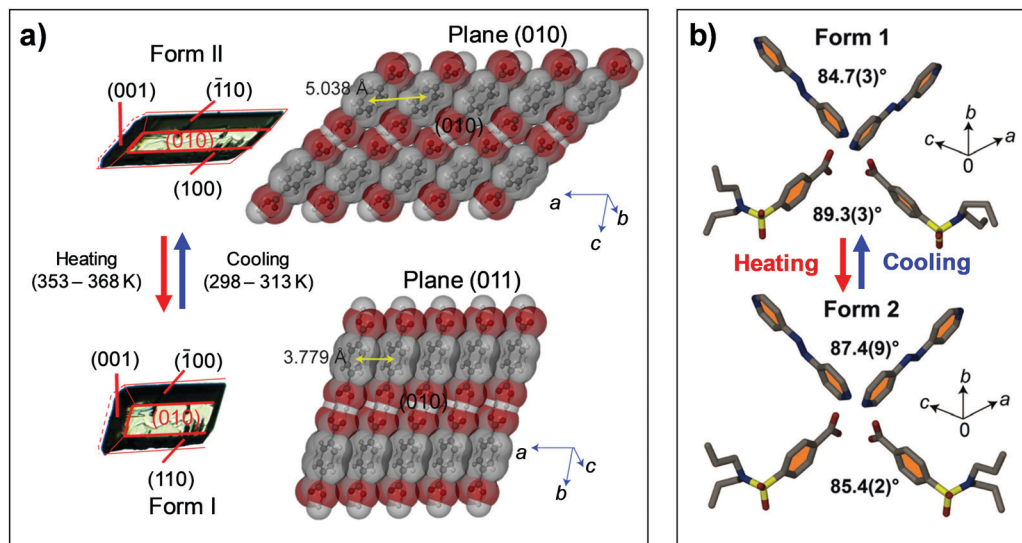 a)
Form II
Plane (010)
(001)
(1̄10)
(010)
(100)
5.038 Å
(010)
a
b
c
Heating
(353 – 368 K)
Cooling
(298 – 313 K)
Plane (011)
(001)
(1̄00)
(010)
(110)
Form I
3.779 Å
(010)
a
c
b
b)
Form 1
84.7(3)°
b
c
a
0
89.3(3)°
Heating
Cooling
Form 2
87.4(9)°
b
c
a
0
85.4(2)°